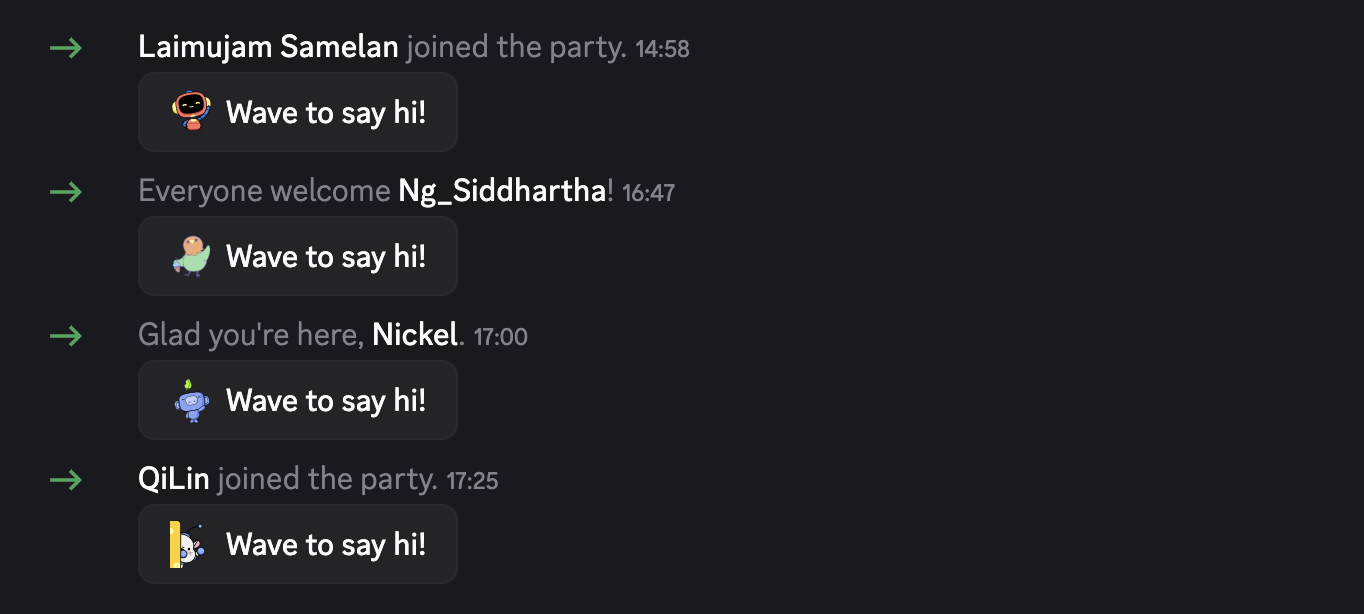 Laimujam Samelan joined the party. 14:58
Wave to say hi!
Everyone welcome Ng_Siddhartha! 16:47
Wave to say hi!
Glad you're here, Nickel. 17:00
Wave to say hi!
QiLin joined the party. 17:25
Wave to say hi!